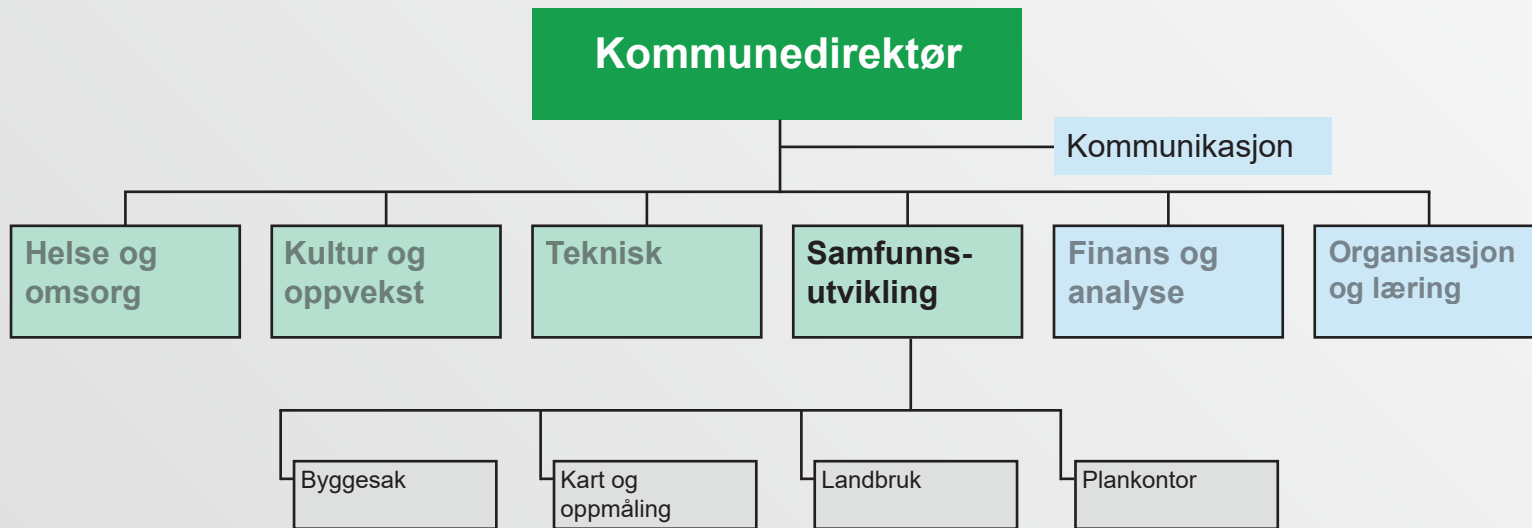 Kommunedirektør
Kommunikasjon
Helse og
omsorg
Kultur og
oppvekst
Teknisk
Samfunns-
utvikling
Finans og
analyse
Organisasjon
og læring
Byggesak
Kart og
oppmåling
Landbruk
Plankontor